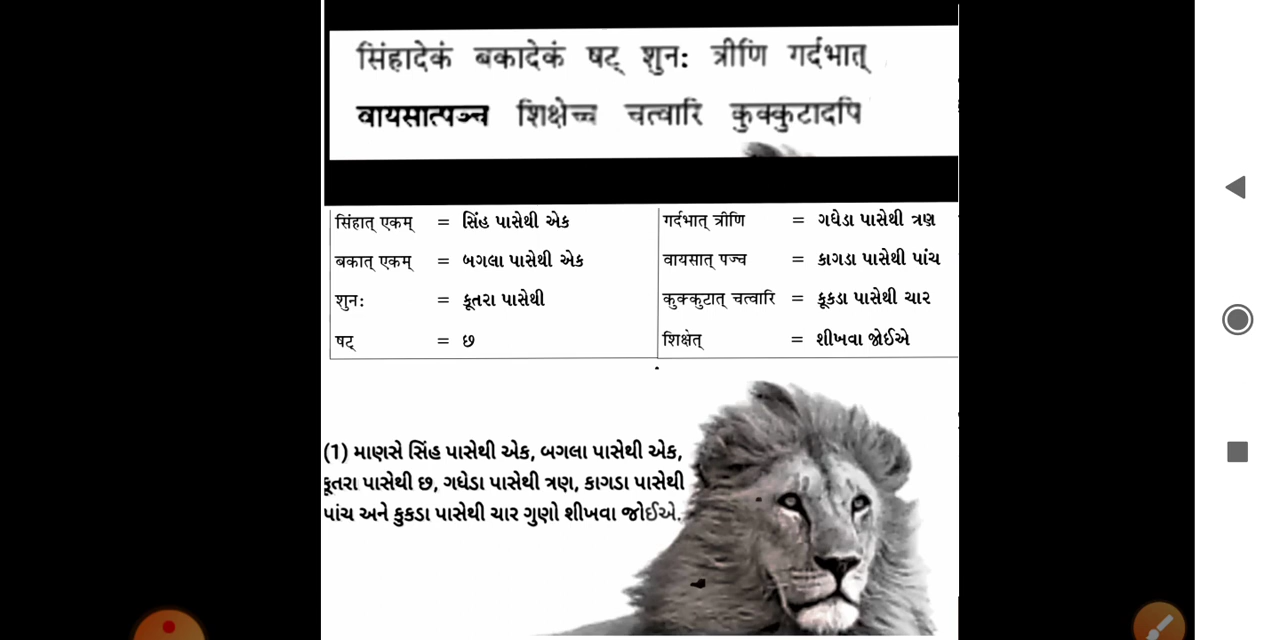 सिंहादेकं बकादेकं षट् शुनः त्रीणि गर्दभात्
वायसात्पञ्च शिक्षेच्च चत्वारि कुक्कुटादपि
सिंहात् एकम् = સિંહ પાસેથી એક
बकात् एकम् = બગલા પાસેથી એક
शुनः = કૂતરા પાસેથી
षट् = છ
गर्दभात् त्रीणि = ગધેડા પાસેથી ત્રણ
वायसात् पञ्च = કાગડા પાસેથી પાંચ
कुक्कुटात् चत्वारि = કૂકડા પાસેથી ચાર
शिक्षेत् = શીખવા જોઈએ
(1) માણસે સિંહ પાસેથી એક, બગલા પાસેથી એક,
કૂતરા પાસેથી છ, ગધેડા પાસેથી ત્રણ, કાગડા પાસેથી
પાંચ અને કુકડા પાસેથી ચાર ગુણો શીખવા જોઈએ.